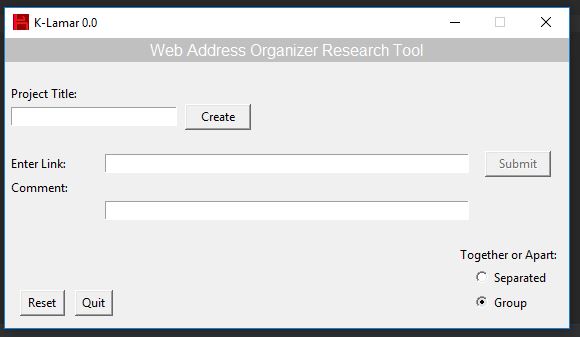 K-Lamar 0.0
Web Address Organizer Research Tool
Project Title:
Create
Enter Link:
Submit
Comment:
Together or Apart:
Separated
Group
Reset Quit